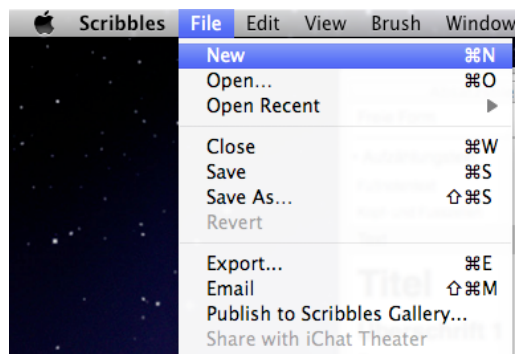 Scribbles File Edit View Brush Window
New ⌘N
Open... ⌘O
Open Recent ▶
Close ⌘W
Save ⌘S
Save As... ⇧⌘S
Revert
Export... ⌘E
Email ⇧⌘M
Publish to Scribbles Gallery...
Share with iChat Theater
Titel